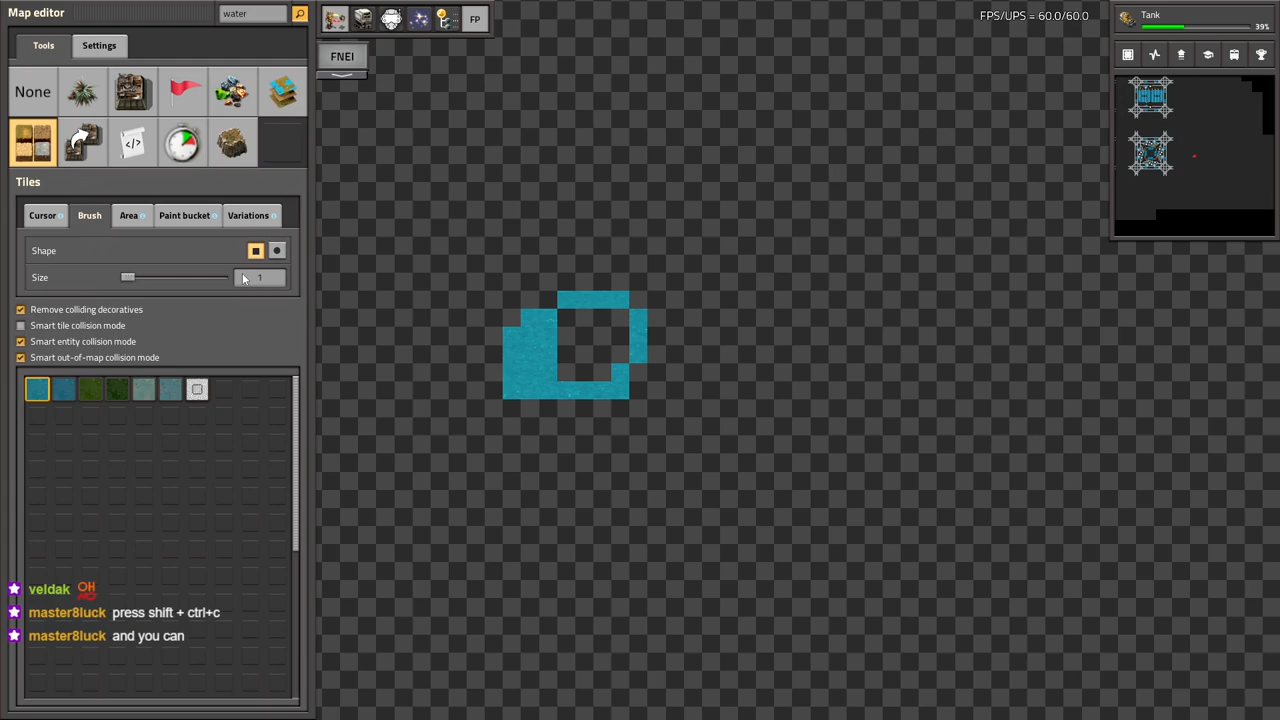 Map editor
water
FP
FPS/UPS = 60.0/60.0
Tank
39%
Tools
Settings
FNEI
None
</>
Tiles
Cursor
Brush
Area
Paint bucket
Variations
Shape
Size
1
Remove colliding decoratives
Smart tile collision mode
Smart entity collision mode
Smart out-of-map collision mode
veldak OH NO
master8luck press shift + ctrl+c
master8luck and you can